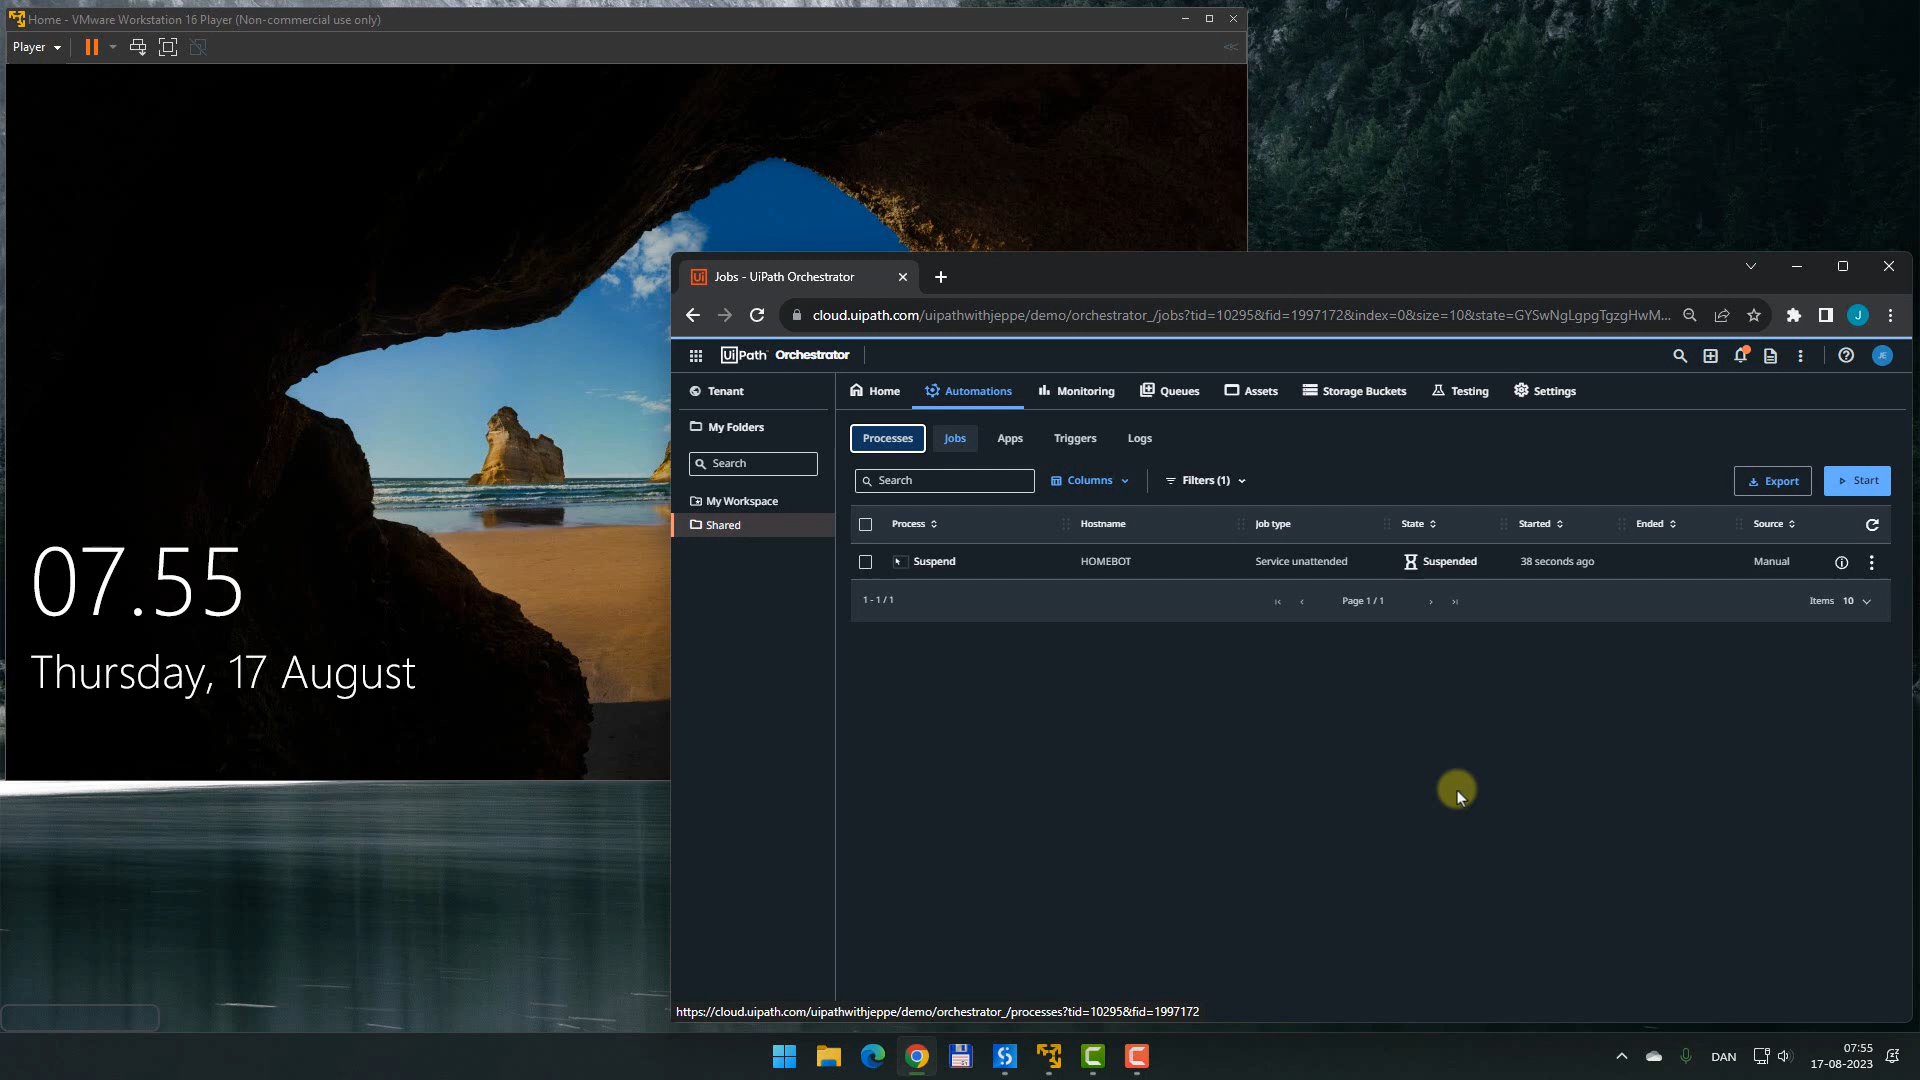 Home - VMware Workstation 16 Player (Non-commercial use only)
Player
07.55
Thursday, 17 August
Jobs - UiPath Orchestrator
cloud.uipath.com/uipathwithjeppe/demo/orchestrator_/jobs?tid=10295&fid=1997172&index=0&size=10&state=GYSwNgLgpgTgzgHwM...
J
UiPath Orchestrator
JE
Tenant
Home Automations Monitoring Queues Assets Storage Buckets Testing Settings
My Folders
Search
My Workspace
Shared
Processes Jobs Apps Triggers Logs
Search Columns Filters (1) Export Start
Process Hostname Job type State Started Ended Source
Suspend HOMEBOT Service unattended Suspended 38 seconds ago Manual
1 - 1 / 1 Page 1 / 1 Items 10
https://cloud.uipath.com/uipathwithjeppe/demo/orchestrator_/processes?tid=10295&fid=1997172
DAN
07:55
17-08-2023